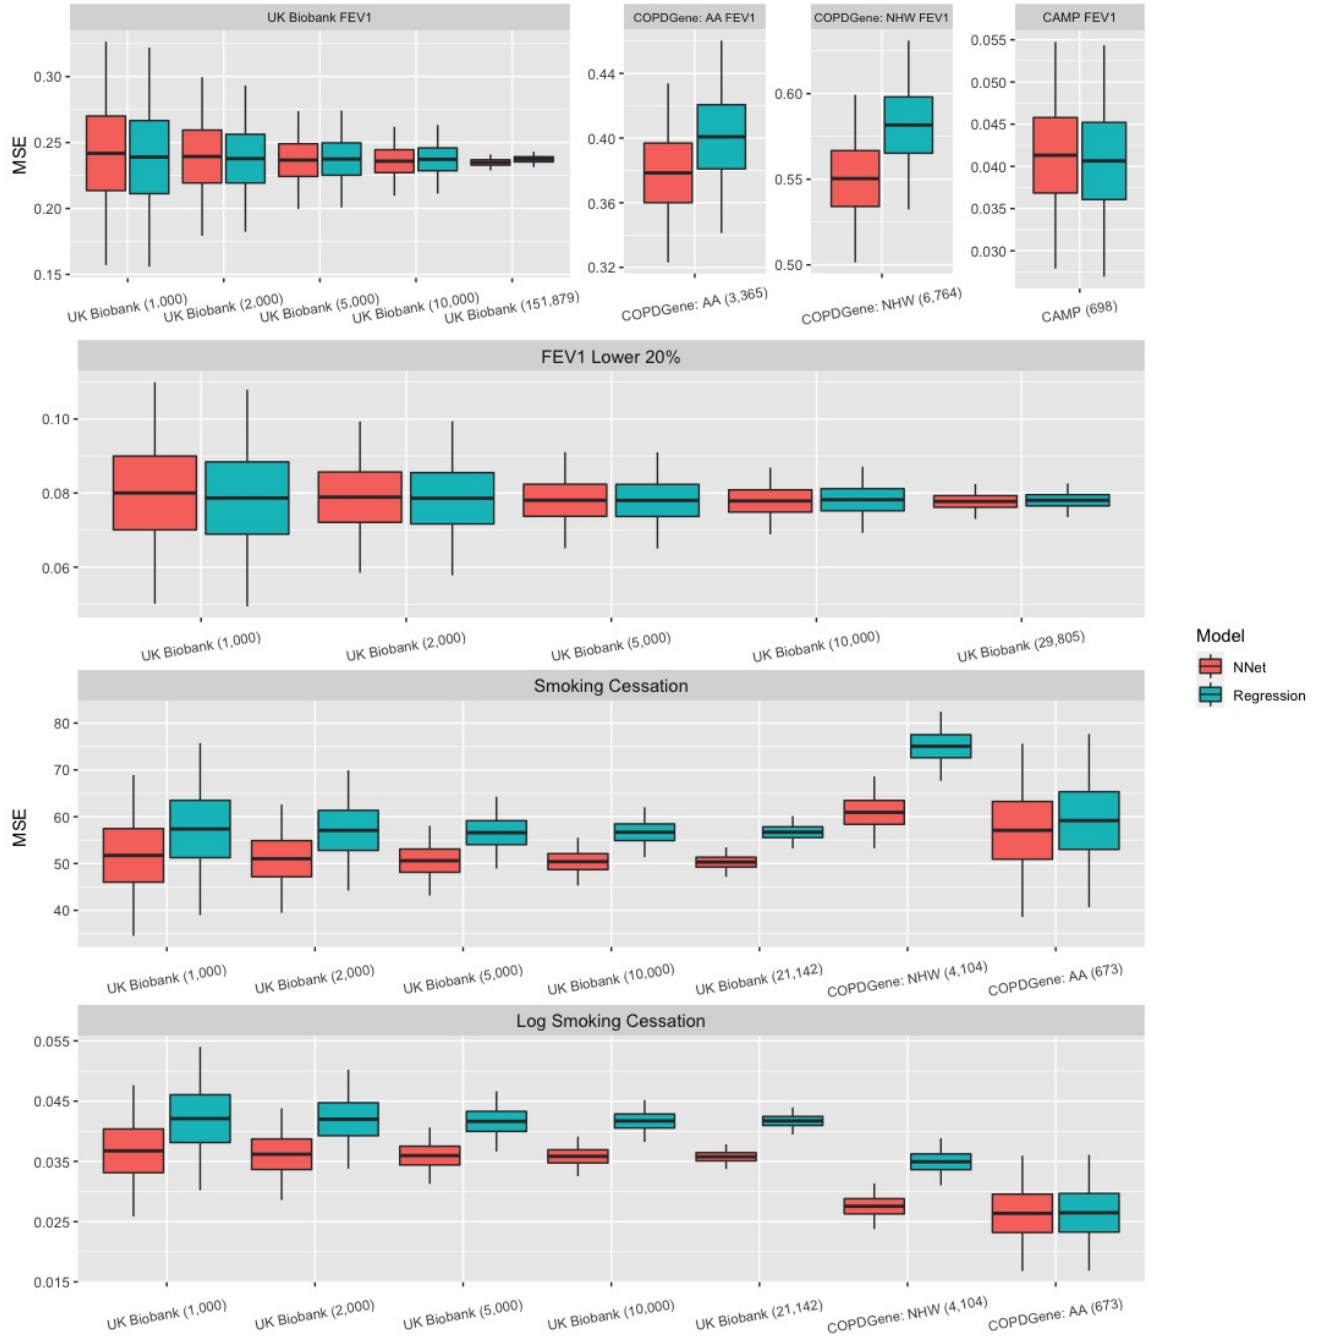 UK Biobank FEV1
COPDGene: AA FEV1
COPDGene: NHW FEV1
CAMP FEV1
MSE
0.30
0.25
0.20
0.15
0.44
0.40
0.36
0.32
0.60
0.55
0.50
0.055
0.050
0.045
0.040
0.035
0.030
UK Biobank (1,000)
UK Biobank (2,000)
UK Biobank (5,000)
UK Biobank (10,000)
UK Biobank (151,879)
COPDGene: AA (3,365)
COPDGene: NHW (6,764)
CAMP (698)
FEV1 Lower 20%
0.10
0.08
0.06
UK Biobank (1,000)
UK Biobank (2,000)
UK Biobank (5,000)
UK Biobank (10,000)
UK Biobank (29,805)
Model
NNet
Regression
Smoking Cessation
MSE
80
70
60
50
40
UK Biobank (1,000)
UK Biobank (2,000)
UK Biobank (5,000)
UK Biobank (10,000)
UK Biobank (21,142)
COPDGene: NHW (4,104)
COPDGene: AA (673)
Log Smoking Cessation
0.055
0.045
0.035
0.025
0.015
UK Biobank (1,000)
UK Biobank (2,000)
UK Biobank (5,000)
UK Biobank (10,000)
UK Biobank (21,142)
COPDGene: NHW (4,104)
COPDGene: AA (673)